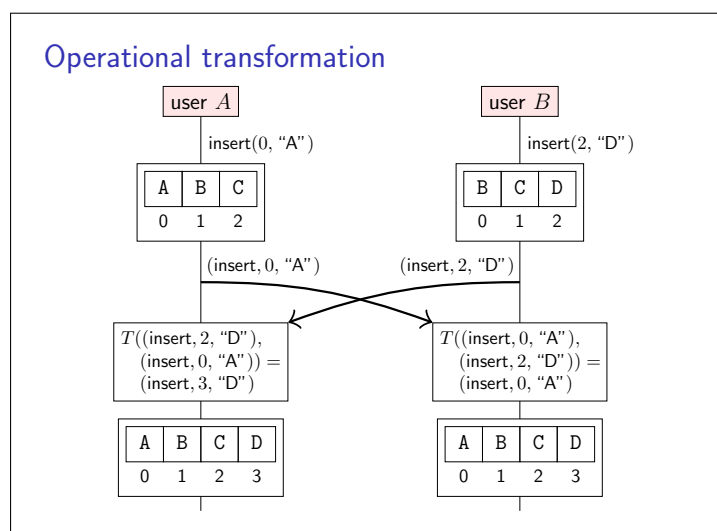 Operational transformation
user A
user B
insert(0, “A”)
insert(2, “D”)
A B C
0 1 2
B C D
0 1 2
(insert, 0, “A”)
(insert, 2, “D”)
T((insert, 2, “D”),
(insert, 0, “A”)) =
(insert, 3, “D”)
T((insert, 0, “A”),
(insert, 2, “D”)) =
(insert, 0, “A”)
A B C D
0 1 2 3
A B C D
0 1 2 3